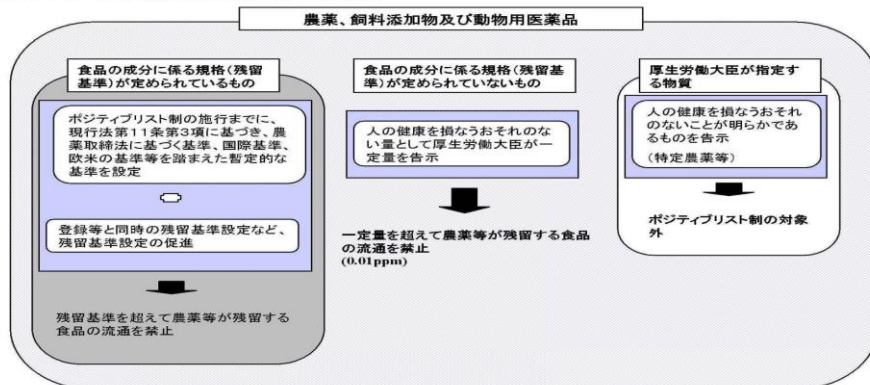 農薬、飼料添加物及び動物用医薬品
食品の成分に係る規格(残留
基準)が定められているもの
ポジティブリスト制の施行までに、
現行法第11条第3項に基づき、農
薬取締法に基づく基準、国際基準、
欧米の基準等を踏まえた暫定的な
基準を設定
登録等と同時の残留基準設定など、
残留基準設定の促進
残留基準を超えて農薬等が残留する
食品の流通を禁止
食品の成分に係る規格(残留基
準)が定められていないもの
人の健康を損なうおそれのな
い量として厚生労働大臣が一
定量を告示
一定量を超えて農薬等が残留する食品
の流通を禁止
(0.01ppm)
厚生労働大臣が指定す
る物質
人の健康を損なうおそれ
のないことが明らかであ
るものを告示
(特定農薬等)
ポジティブリスト制の対象
外